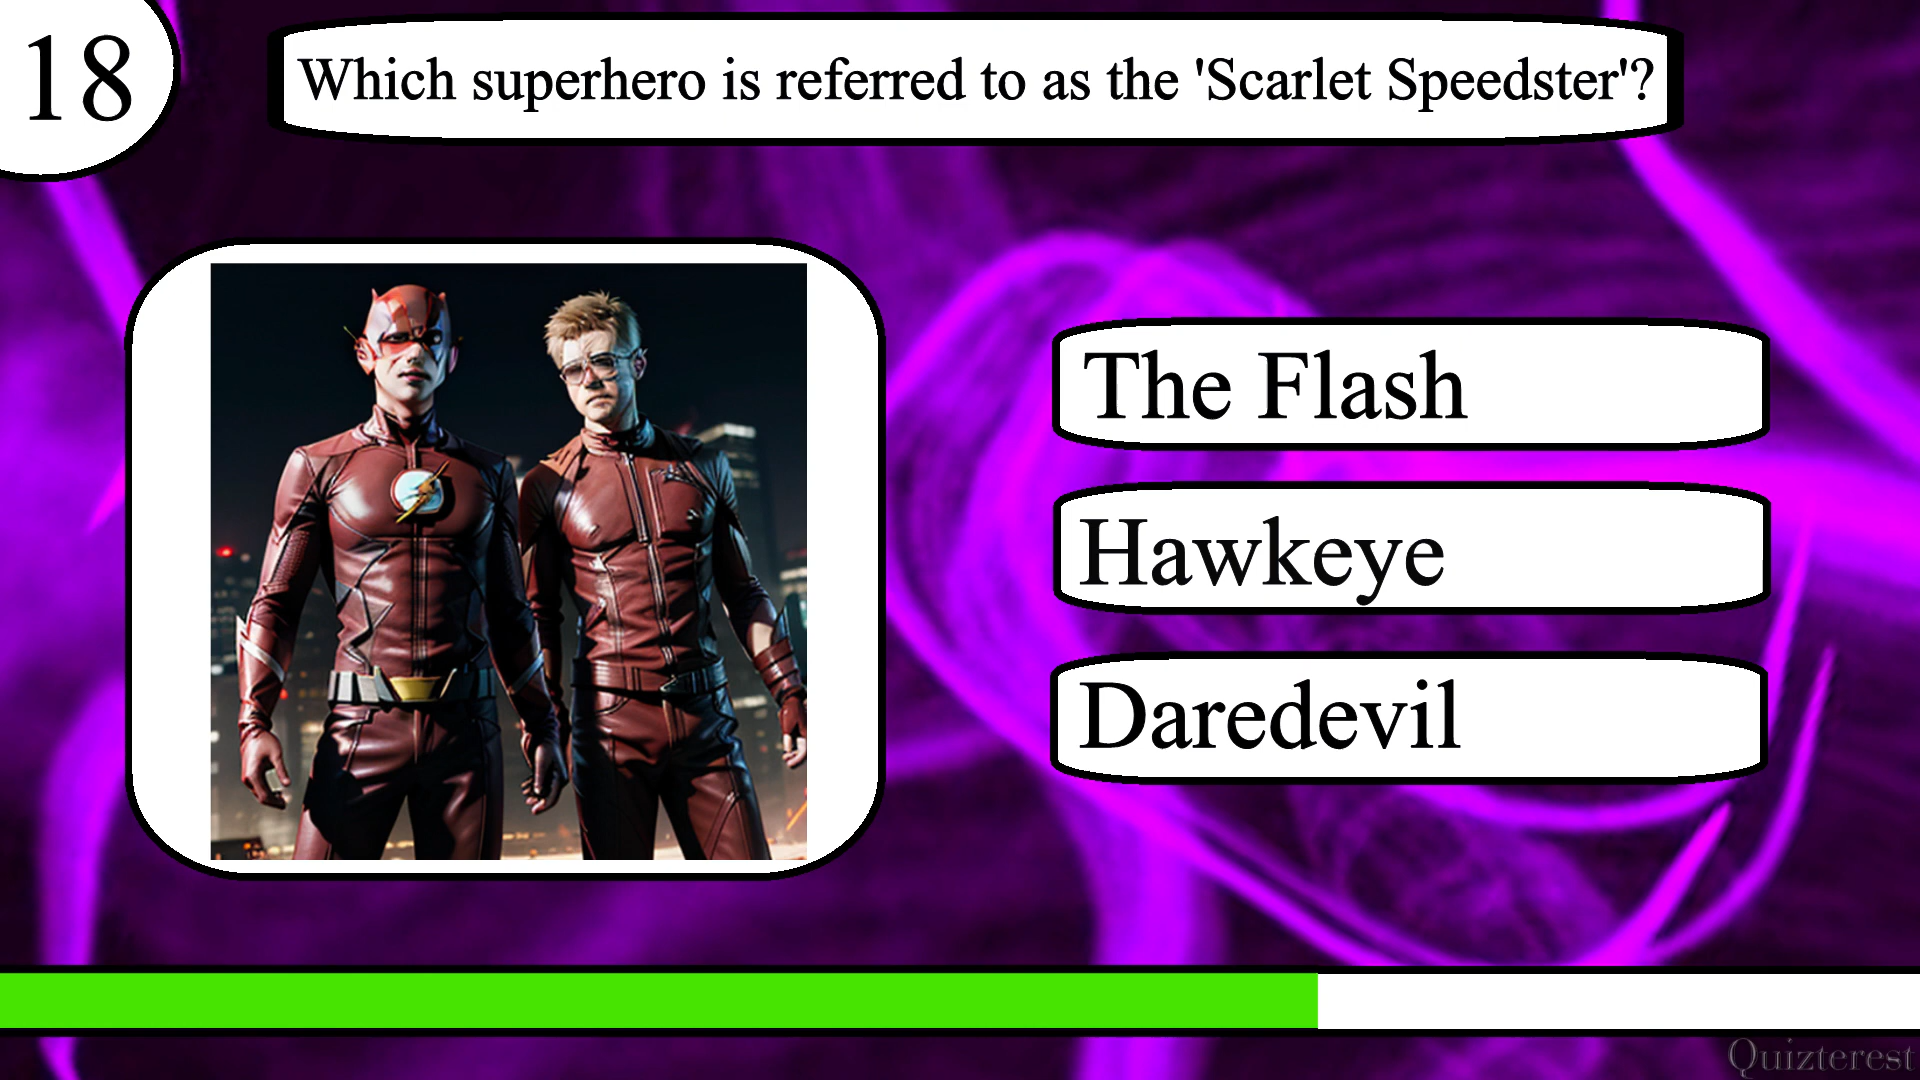 18
Which superhero is referred to as the 'Scarlet Speedster'?
The Flash
Hawkeye
Daredevil
Quizterest